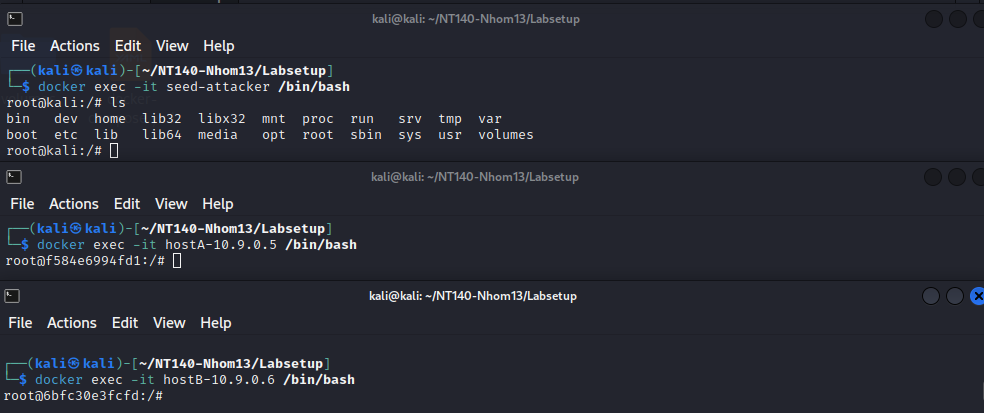 kali@kali: ~/NT140-Nhom13/Labsetup
File Actions Edit View Help
┌──(kali㉿kali)-[~/NT140-Nhom13/Labsetup]
└─$ docker exec -it seed-attacker /bin/bash
root@kali:/# ls
bin dev home lib32 libx32 mnt proc run srv tmp var
boot etc lib lib64 media opt root sbin sys usr volumes
root@kali:/#
kali@kali: ~/NT140-Nhom13/Labsetup
File Actions Edit View Help
┌──(kali㉿kali)-[~/NT140-Nhom13/Labsetup]
└─$ docker exec -it hostA-10.9.0.5 /bin/bash
root@f584e6994fd1:/#
kali@kali: ~/NT140-Nhom13/Labsetup
File Actions Edit View Help
┌──(kali㉿kali)-[~/NT140-Nhom13/Labsetup]
└─$ docker exec -it hostB-10.9.0.6 /bin/bash
root@6bfc30e3fcfd:/#